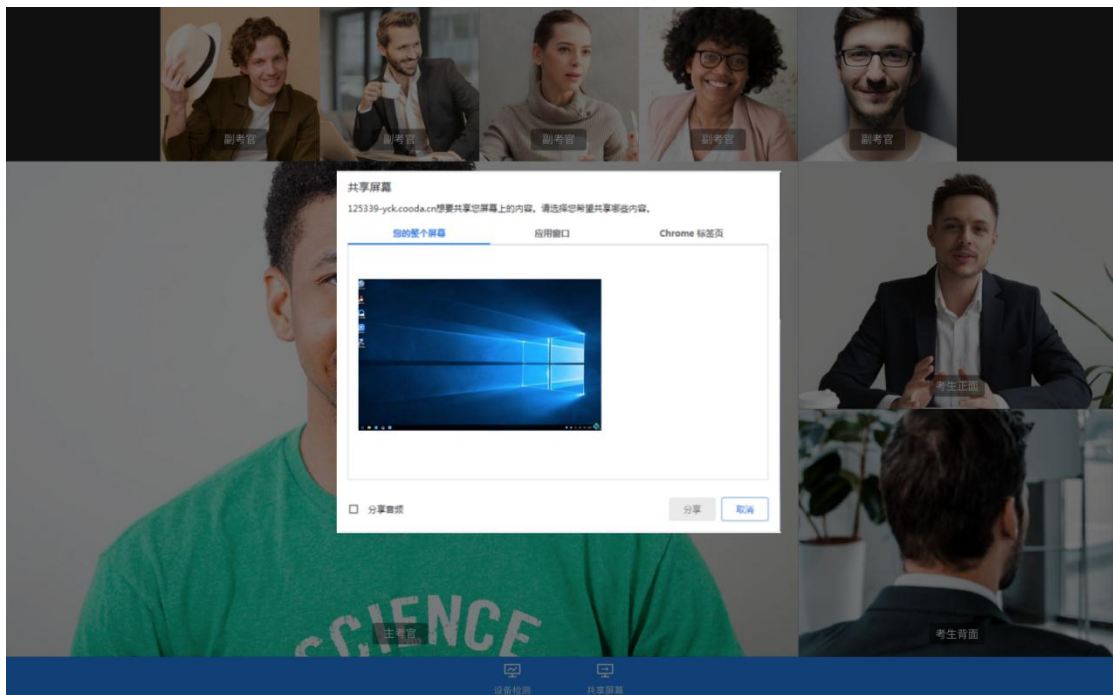 副考官
副考官
副考官
副考官
副考官
共享屏幕
125339-yck.cooda.cn想要共享您屏幕上的内容。请选择您希望共享哪些内容。
您的整个屏幕
应用窗口
Chrome 标签页
分享音频
分享
取消
考生正面
SCIENCE
主考官
考生背面
设备检测
共享屏幕